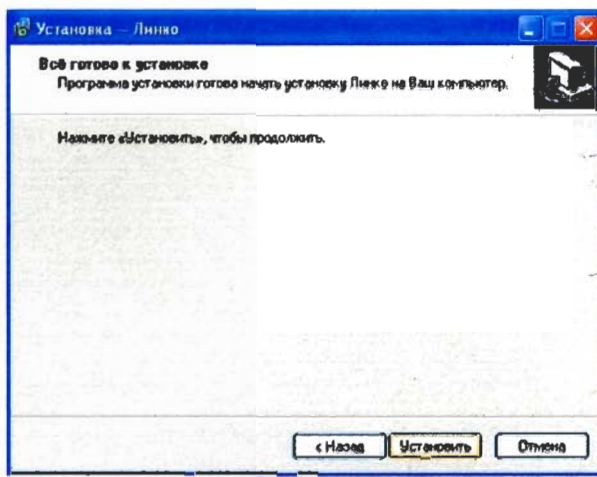 Установка — Линко
Всё готово к установке
Программа установки готова начать установку Линко на Ваш компьютер.
Нажмите «Установить», чтобы продолжить.
< Назад
Установить
Отмена